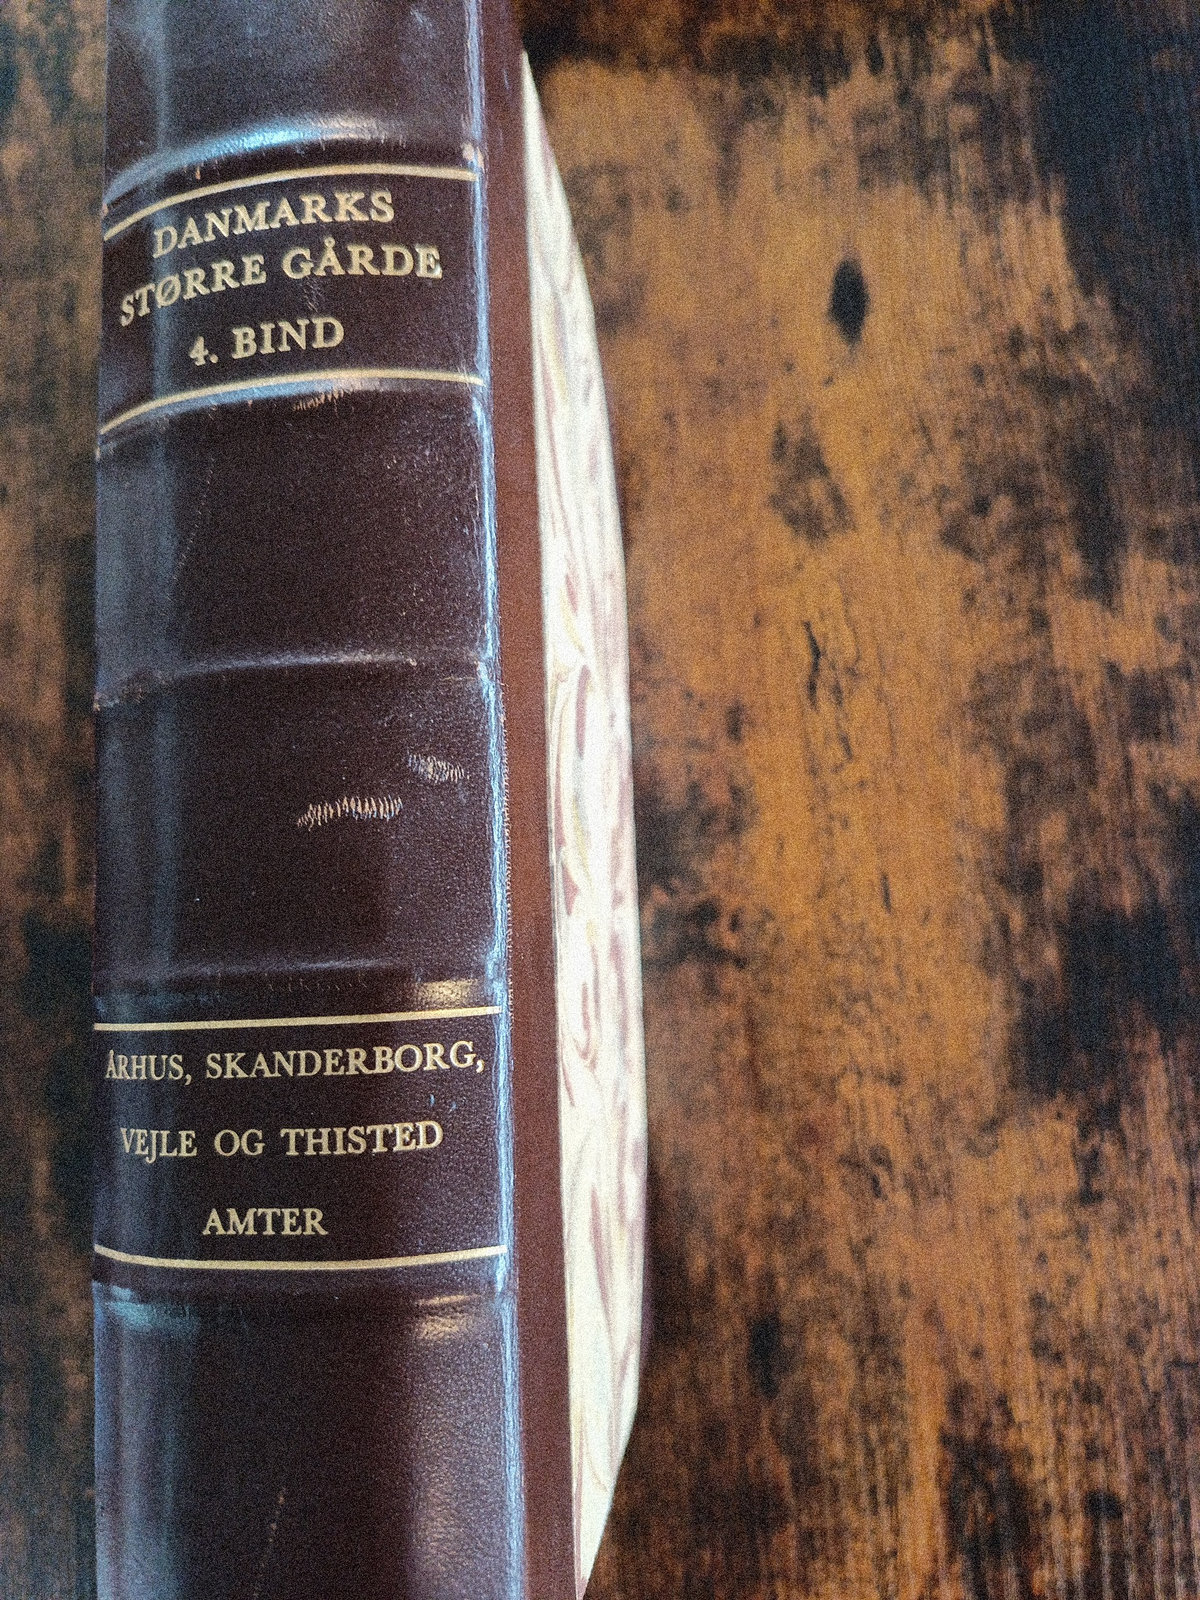 DANMARKS
STØRRE GÅRDE
4. BIND
ÅRHUS, SKANDERBORG,
VEJLE OG THISTED
AMTER